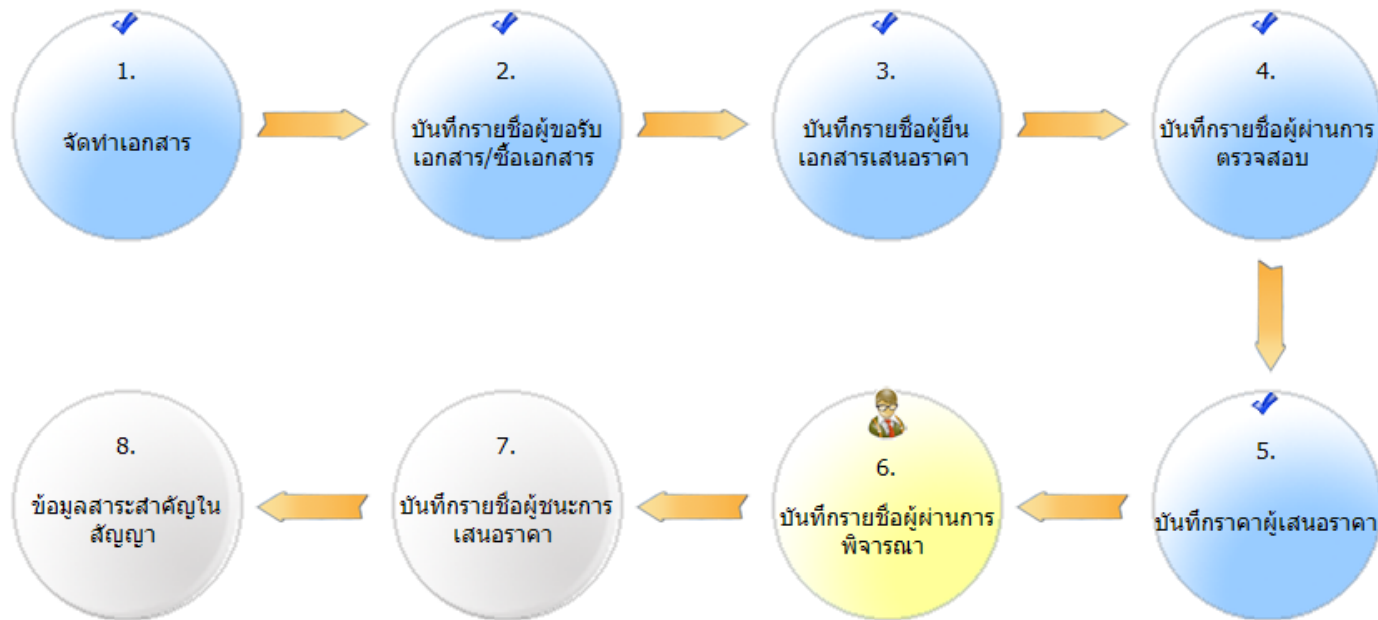 1.
จัดทำเอกสาร
2.
บันทึกรายชื่อผู้ขอรับ
เอกสาร/ซื้อเอกสาร
3.
บันทึกรายชื่อผู้ยื่น
เอกสารเสนอราคา
4.
บันทึกรายชื่อผู้ผ่านการ
ตรวจสอบ
5.
บันทึกราคาผู้เสนอราคา
6.
บันทึกรายชื่อผู้ผ่านการ
พิจารณา
7.
บันทึกรายชื่อผู้ชนะการ
เสนอราคา
8.
ข้อมูลสาระสำคัญใน
สัญญา